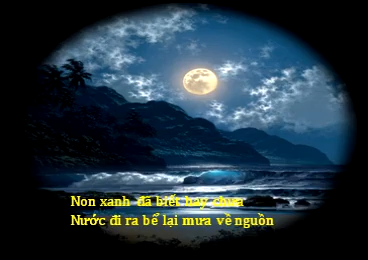 Non xanh đã biết hay chưa
Nước đi ra bể lại mưa về nguồn